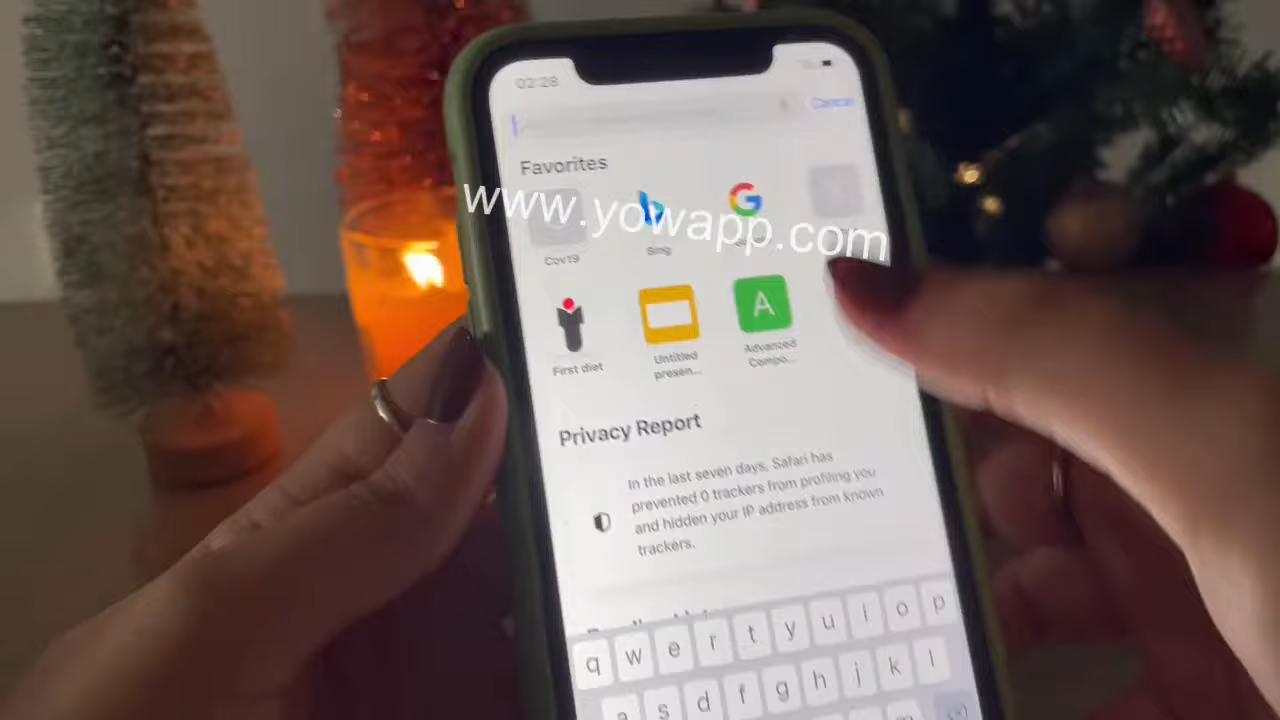 02:28
Cancel
Favorites
www.yowapp.com
Cov19
Bing
First diet
Untitled
presen...
A
Advanced
Compo...
Privacy Report
In the last seven days, Safari has
prevented 0 trackers from profiling you
and hidden your IP address from known
trackers.
q w e r t y u i o p
a s d f g h j k l